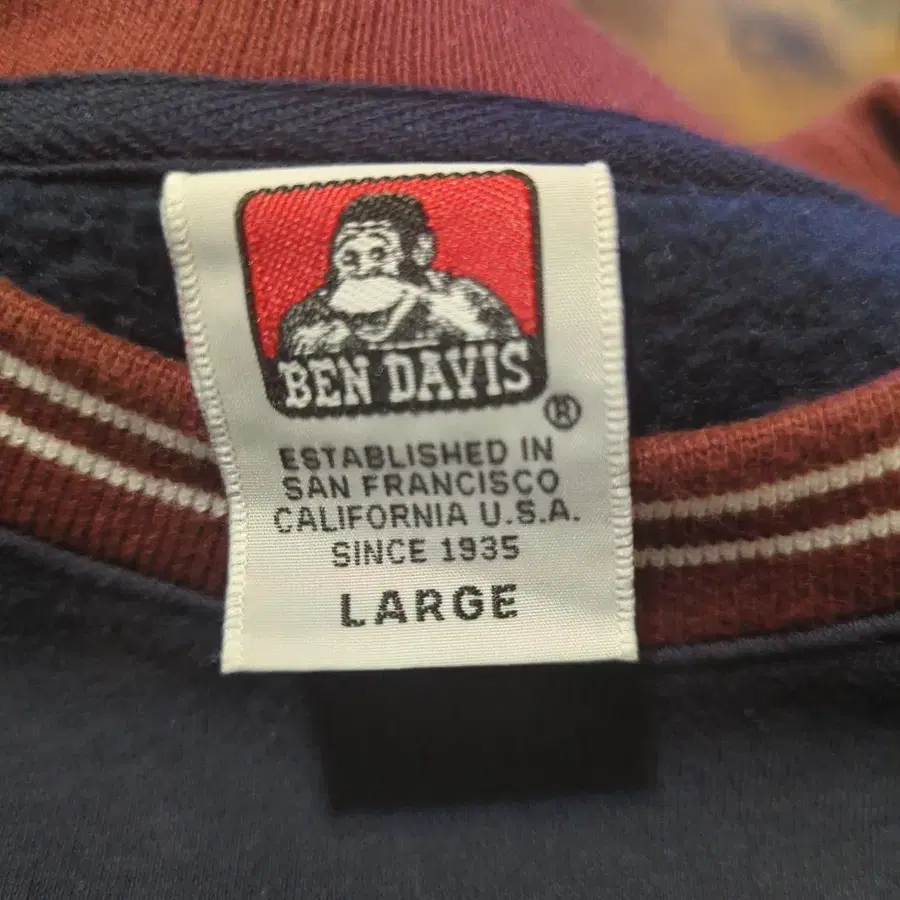 BEN DAVIS
®
ESTABLISHED IN
SAN FRANCISCO
CALIFORNIA U.S.A.
SINCE 1935
LARGE